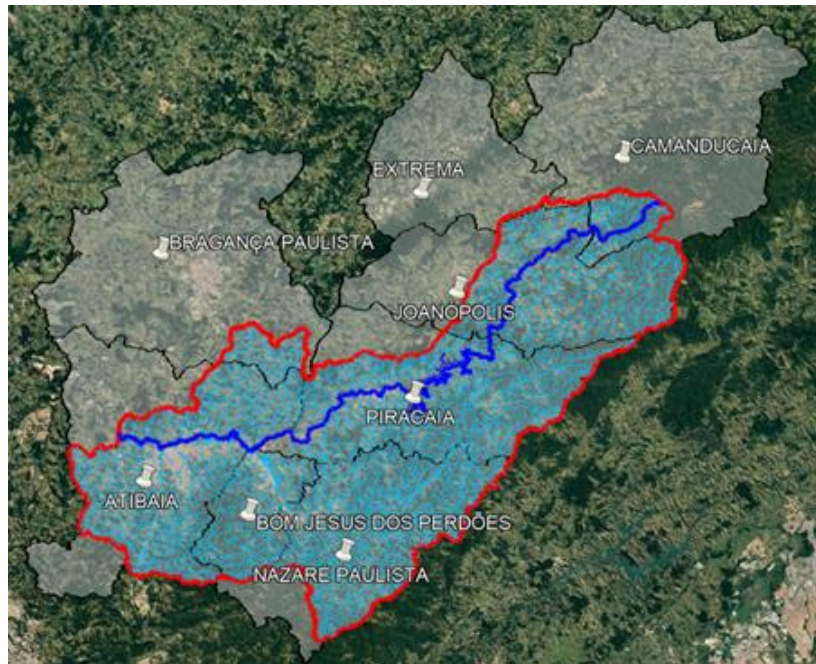 CAMANDUCAIA
EXTREMA
BRAGANÇA PAULISTA
JOANÓPOLIS
PIRACAIA
ATIBAIA
BOM JESUS DOS PERDÕES
NAZARE PAULISTA